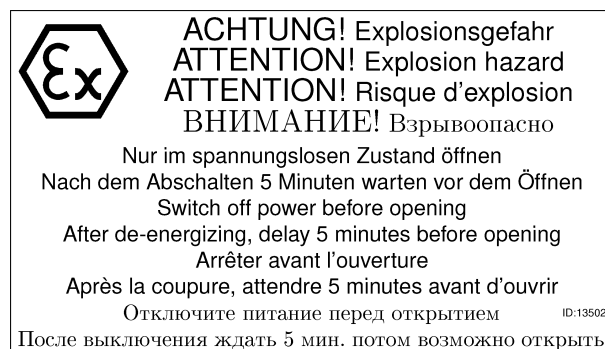 Ex
ACHTUNG! Explosionsgefahr
ATTENTION! Explosion hazard
ATTENTION! Risque d'explosion
ВНИМАНИЕ! Взрывоопасно
Nur im spannungslosen Zustand öffnen
Nach dem Abschalten 5 Minuten warten vor dem Öffnen
Switch off power before opening
After de-energizing, delay 5 minutes before opening
Arrêter avant l'ouverture
Après la coupure, attendre 5 minutes avant d'ouvrir
Отключите питание перед открытием
ID:13502
После выключения ждать 5 мин. потом возможно открыть